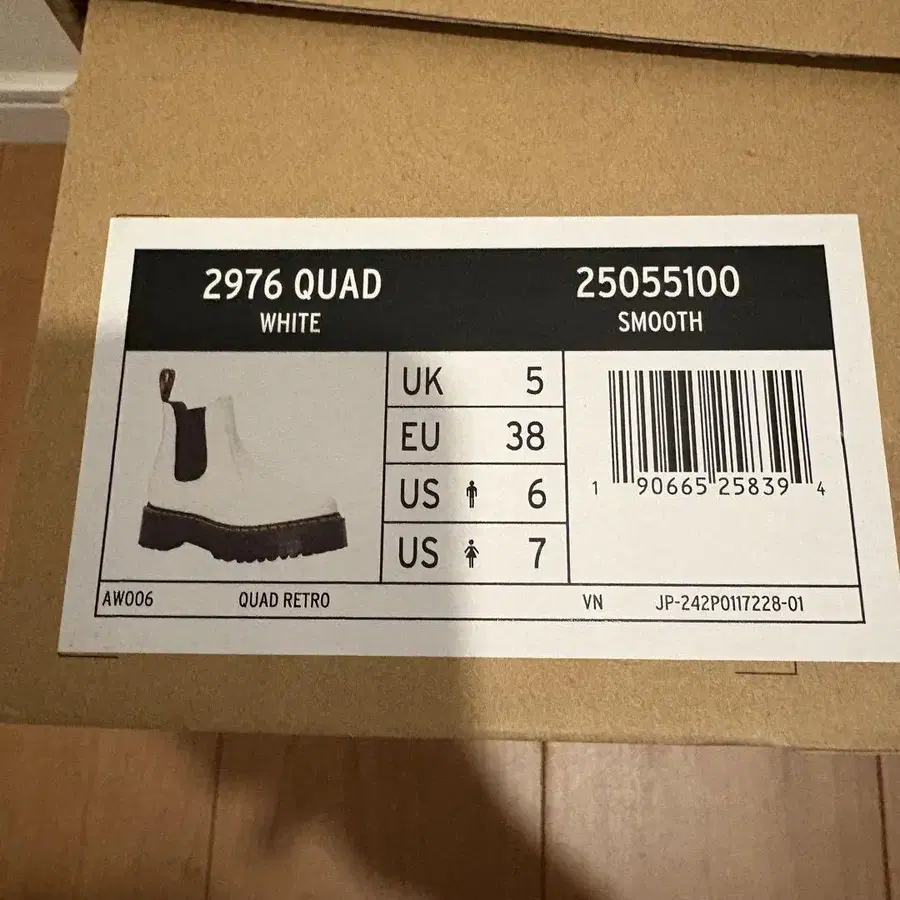 2976 QUAD
WHITE
25055100
SMOOTH
UK 5
EU 38
US 6
US 7
1 90665 25839 4
AW006 QUAD RETRO VN JP-242P0117228-01